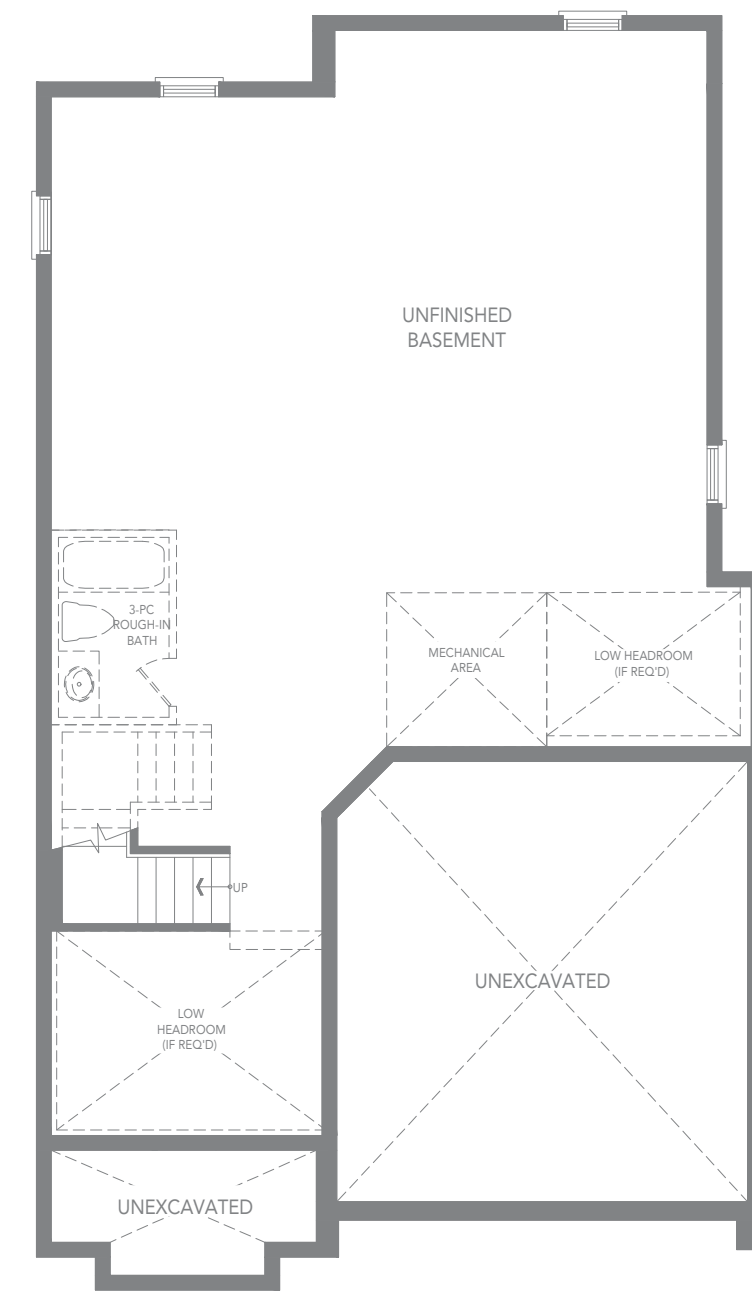 UNFINISHED
BASEMENT
3-PC
ROUGH-IN
BATH
MECHANICAL
AREA
LOW HEADROOM
(IF REQ'D)
UP
UNEXCAVATED
LOW
HEADROOM
(IF REQ'D)
UNEXCAVATED